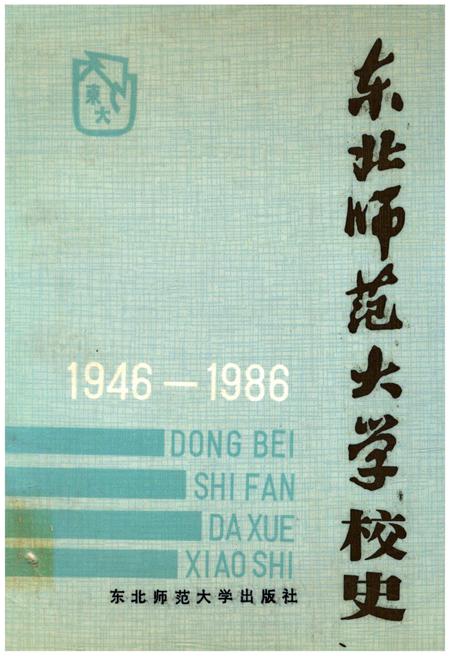 東大
东北师范大学校史
1946—1986
DONG BEI
SHI FAN
DA XUE
XIAO SHI
东北师范大学出版社